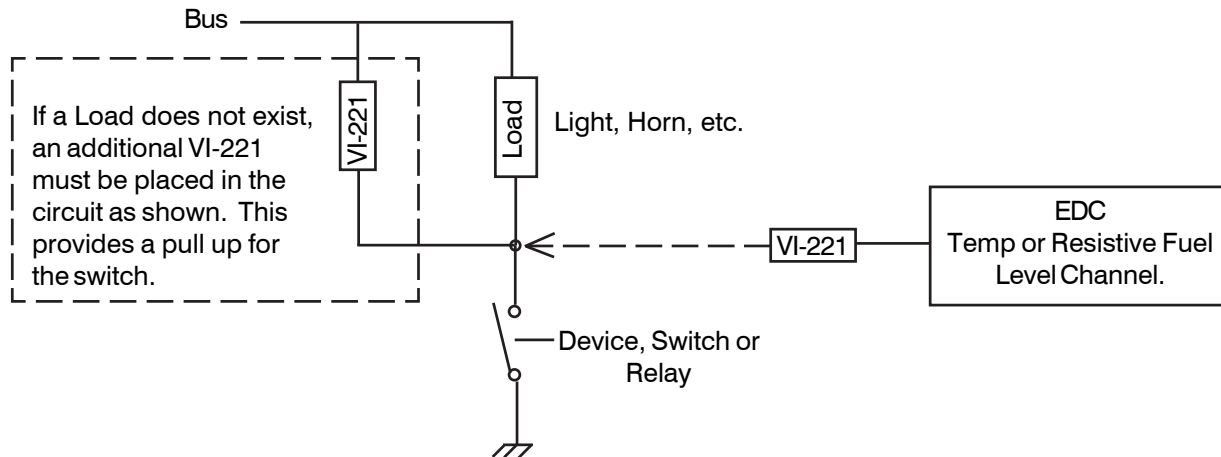 Bus
If a Load does not exist,
an additional VI-221
must be placed in the
circuit as shown. This
provides a pull up for
the switch.
VI-221
Load
Light, Horn, etc.
VI-221
EDC
Temp or Resistive Fuel
Level Channel.
Device, Switch or
Relay